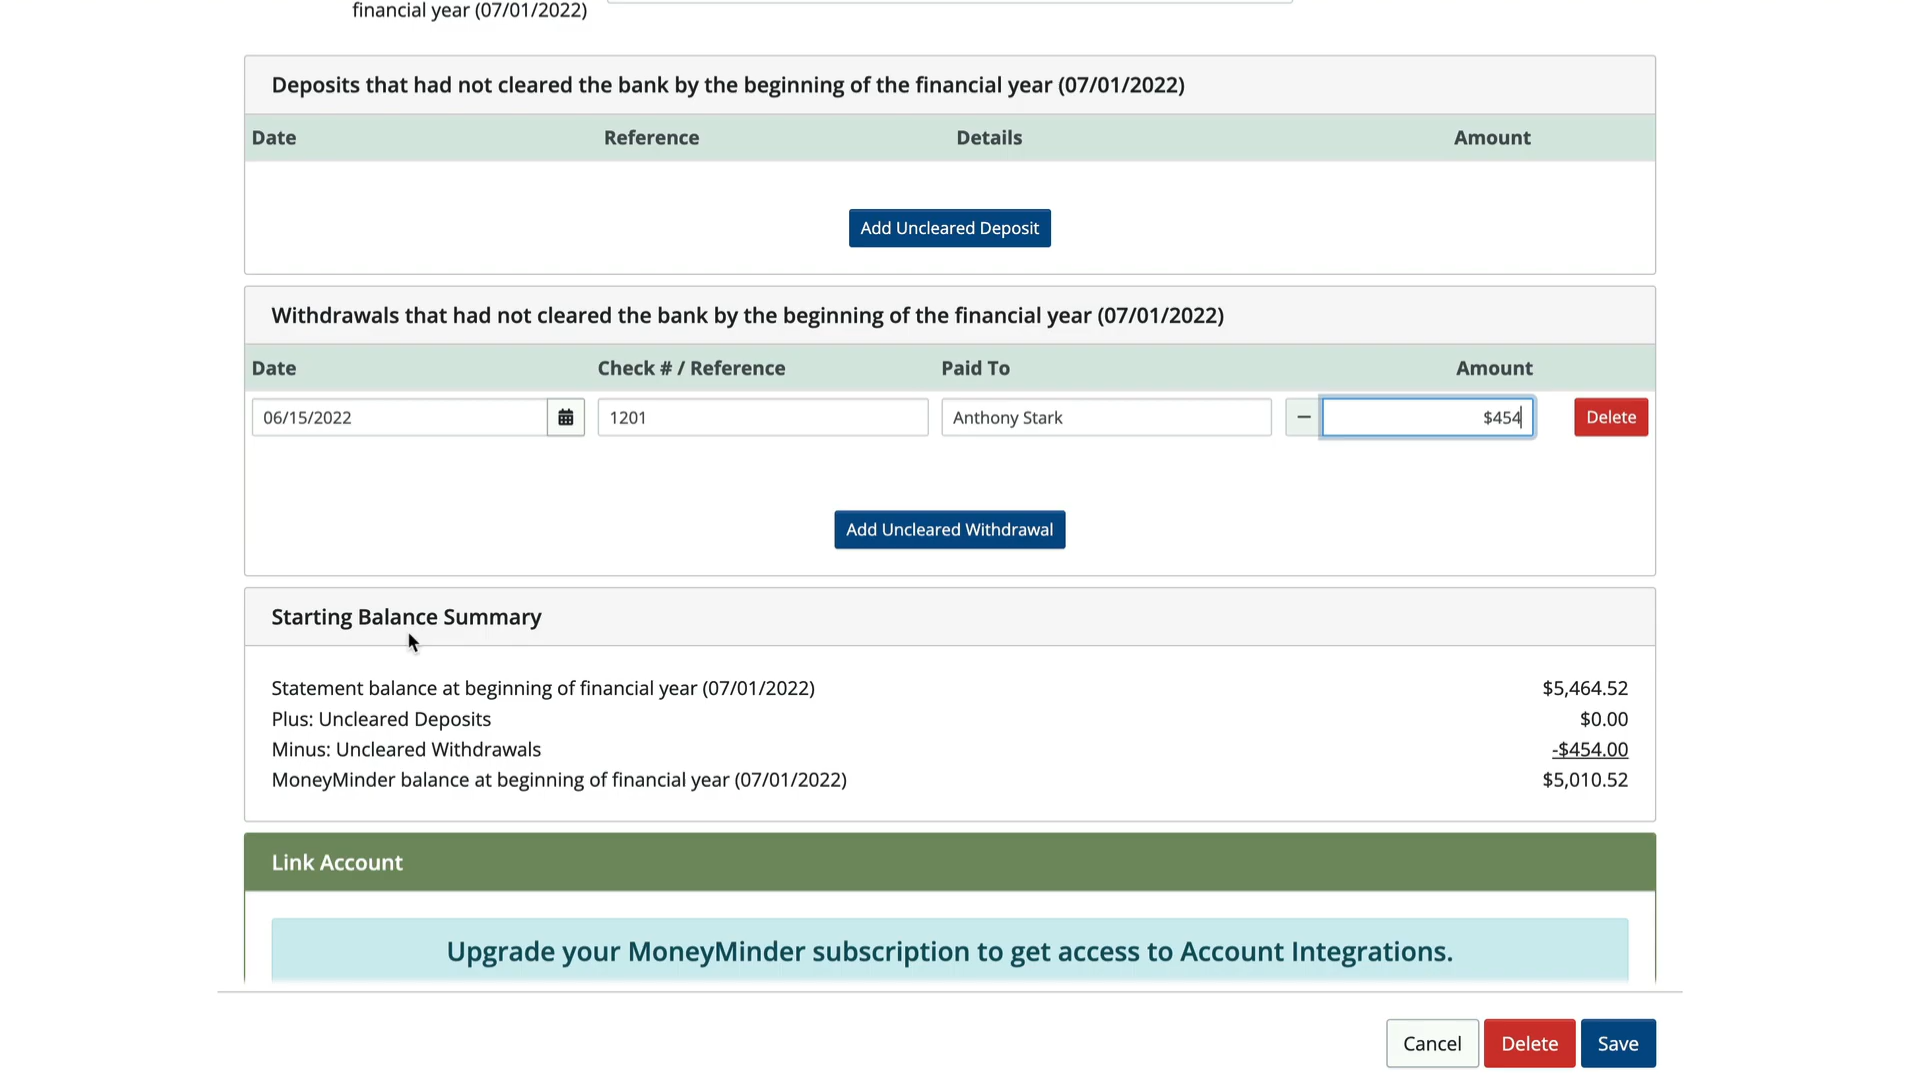 financial year (07/01/2022)
Deposits that had not cleared the bank by the beginning of the financial year (07/01/2022)
Date Reference Details Amount
Add Uncleared Deposit
Withdrawals that had not cleared the bank by the beginning of the financial year (07/01/2022)
Date Check # / Reference Paid To Amount
06/15/2022 1201 Anthony Stark − $454 Delete
Add Uncleared Withdrawal
Starting Balance Summary
Statement balance at beginning of financial year (07/01/2022) $5,464.52
Plus: Uncleared Deposits $0.00
Minus: Uncleared Withdrawals -$454.00
MoneyMinder balance at beginning of financial year (07/01/2022) $5,010.52
Link Account
Upgrade your MoneyMinder subscription to get access to Account Integrations.
Cancel Delete Save